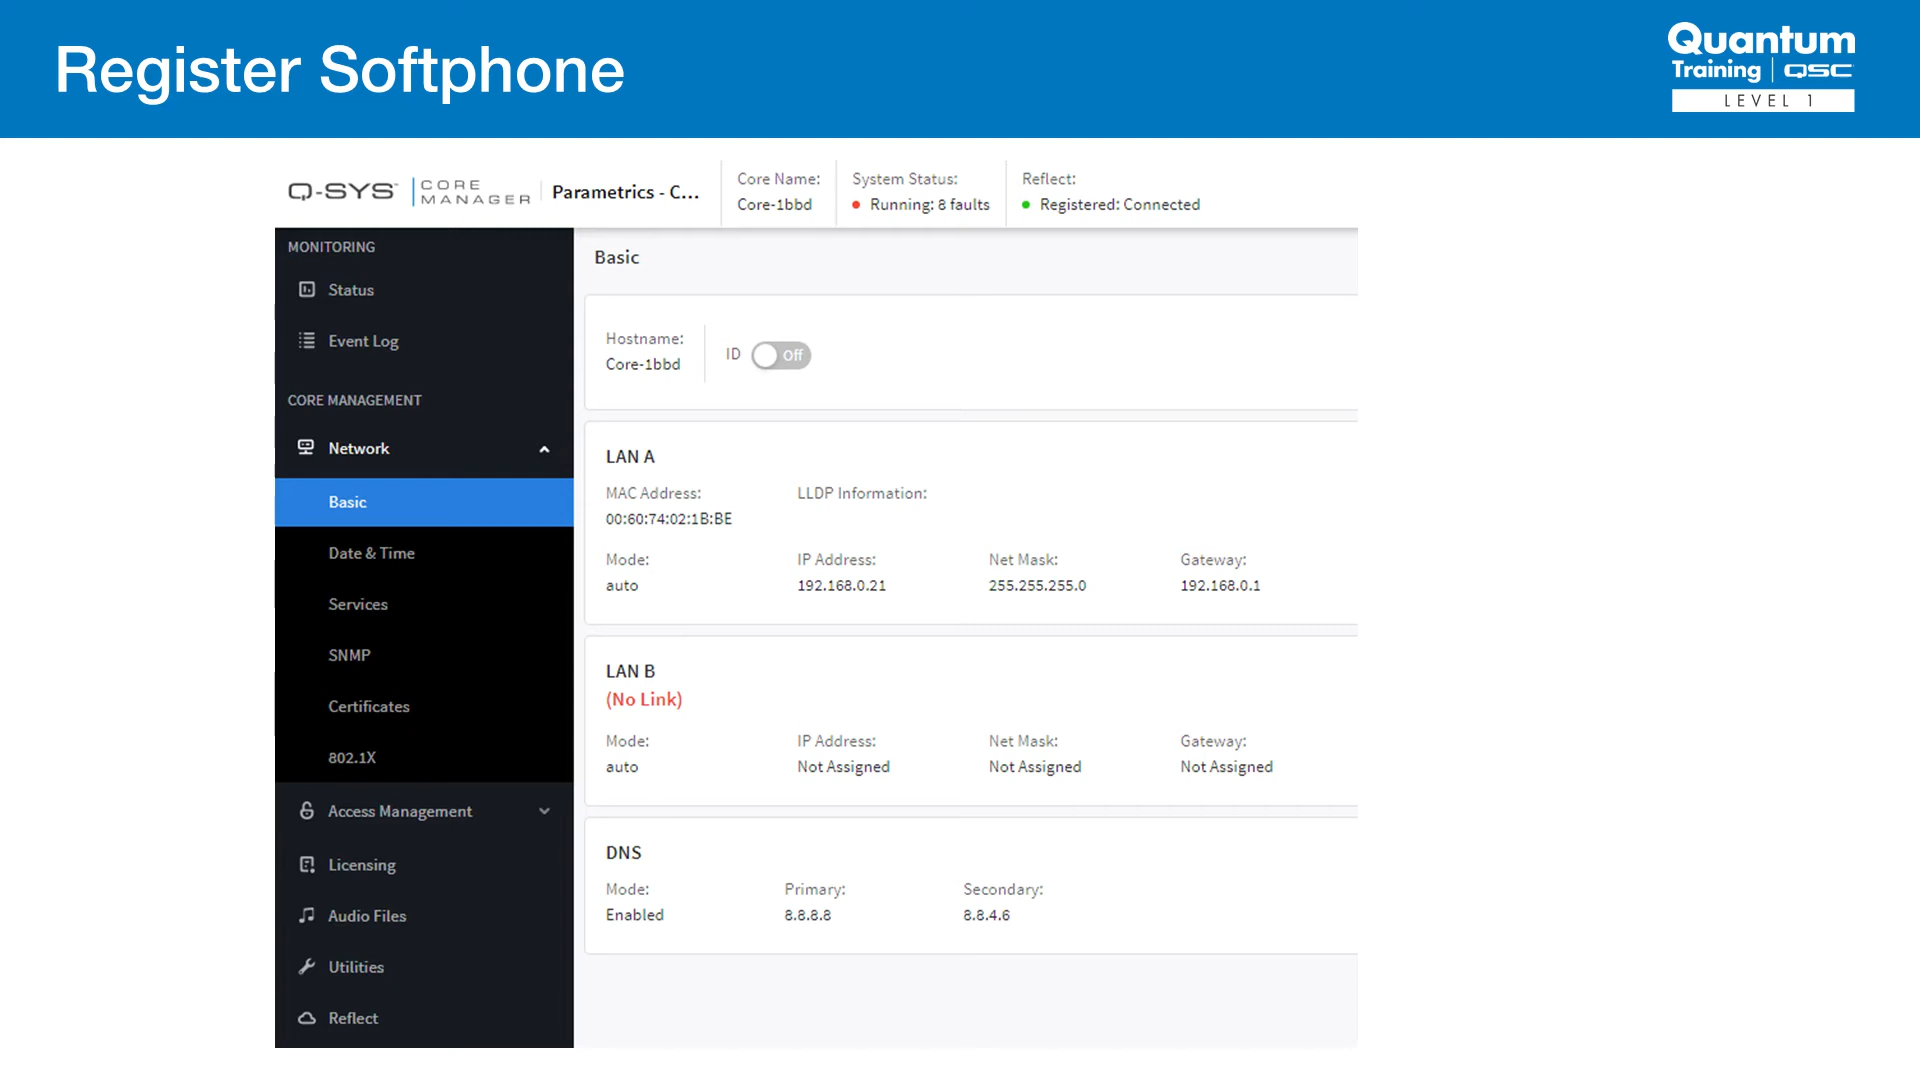 Register Softphone
Quantum
Training | QSC
LEVEL 1
Q-SYS CORE MANAGER
Parametrics - C...
Core Name:
Core-1bbd
System Status:
Running: 8 faults
Reflect:
Registered: Connected
MONITORING
Status
Event Log
CORE MANAGEMENT
Network
Basic
Date & Time
Services
SNMP
Certificates
802.1X
Access Management
Licensing
Audio Files
Utilities
Reflect
Basic
Hostname:
Core-1bbd
ID Off
LAN A
MAC Address: LLDP Information:
00:60:74:02:1B:BE
Mode: IP Address: Net Mask: Gateway:
auto 192.168.0.21 255.255.255.0 192.168.0.1
LAN B
(No Link)
Mode: IP Address: Net Mask: Gateway:
auto Not Assigned Not Assigned Not Assigned
DNS
Mode: Primary: Secondary:
Enabled 8.8.8.8 8.8.4.6